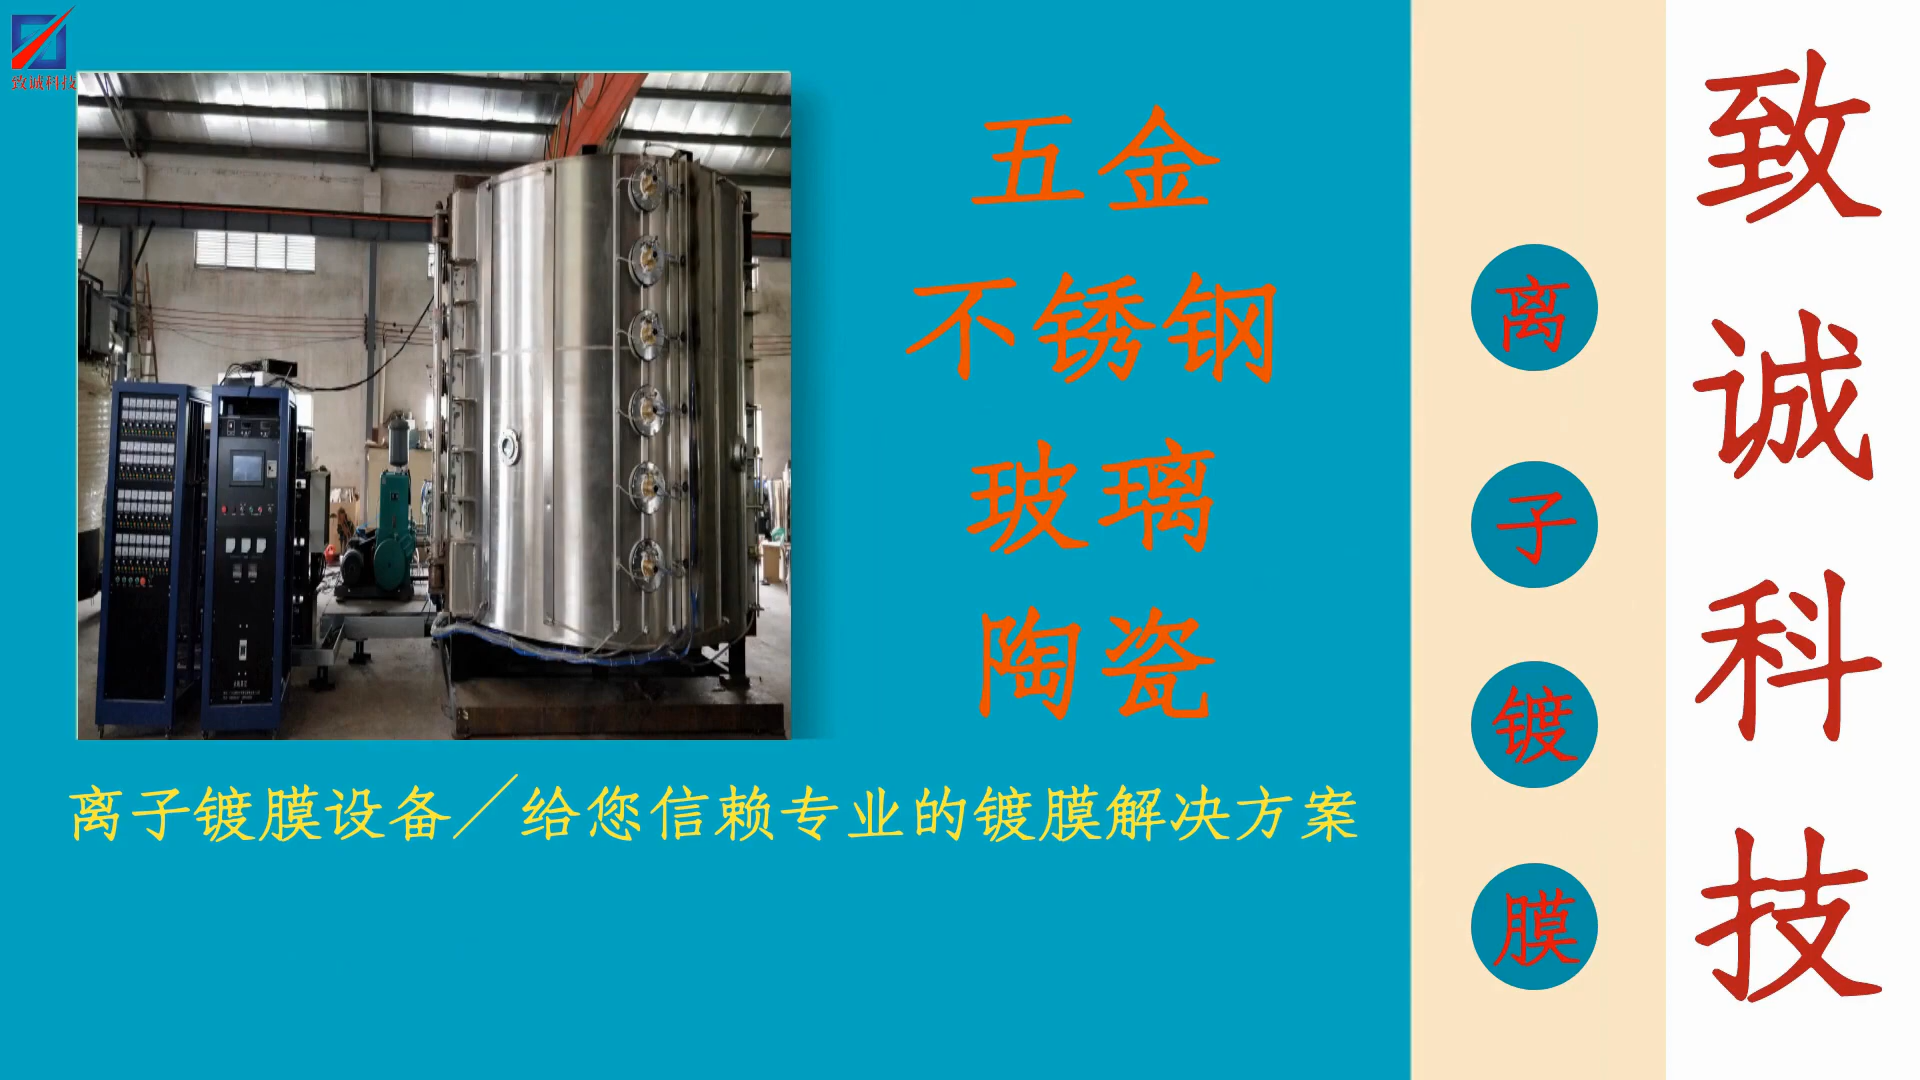 致诚科技
五金
不锈钢
玻璃
陶瓷
离子镀膜设备／给您信赖专业的镀膜解决方案
离子镀膜
致诚科技